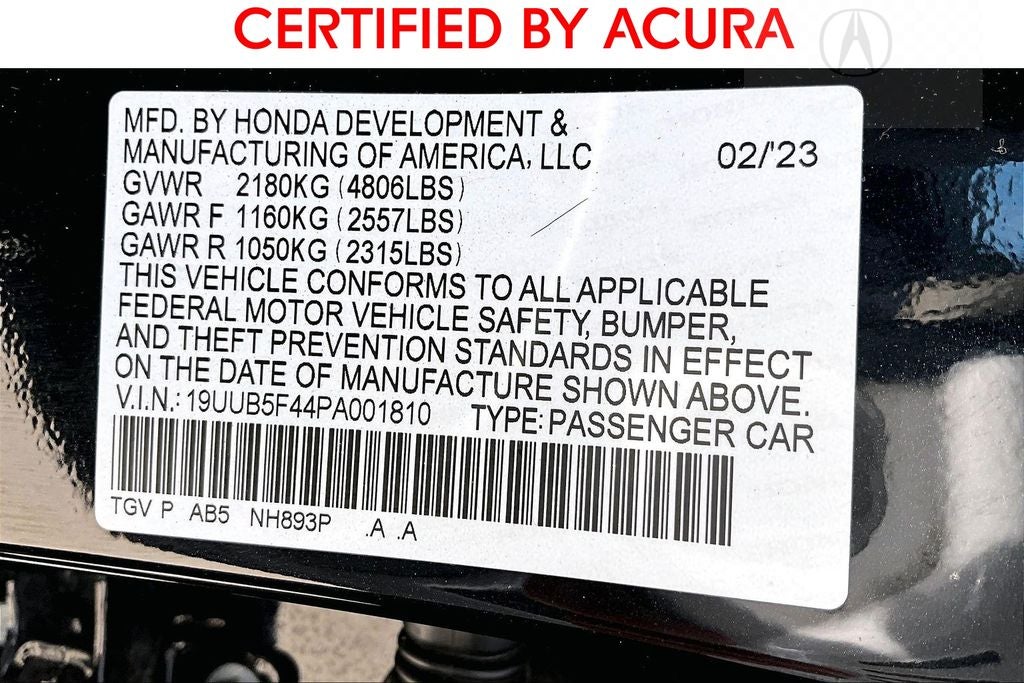 CERTIFIED BY ACURA
MFD. BY HONDA DEVELOPMENT &
MANUFACTURING OF AMERICA, LLC 02/'23
GVWR 2180KG (4806LBS)
GAWR F 1160KG (2557LBS)
GAWR R 1050KG (2315LBS)
THIS VEHICLE CONFORMS TO ALL APPLICABLE
FEDERAL MOTOR VEHICLE SAFETY, BUMPER,
AND THEFT PREVENTION STANDARDS IN EFFECT
ON THE DATE OF MANUFACTURE SHOWN ABOVE.
V.I.N.: 19UUB5F44PA001810 TYPE: PASSENGER CAR
TGV P AB5 NH893P .A .A